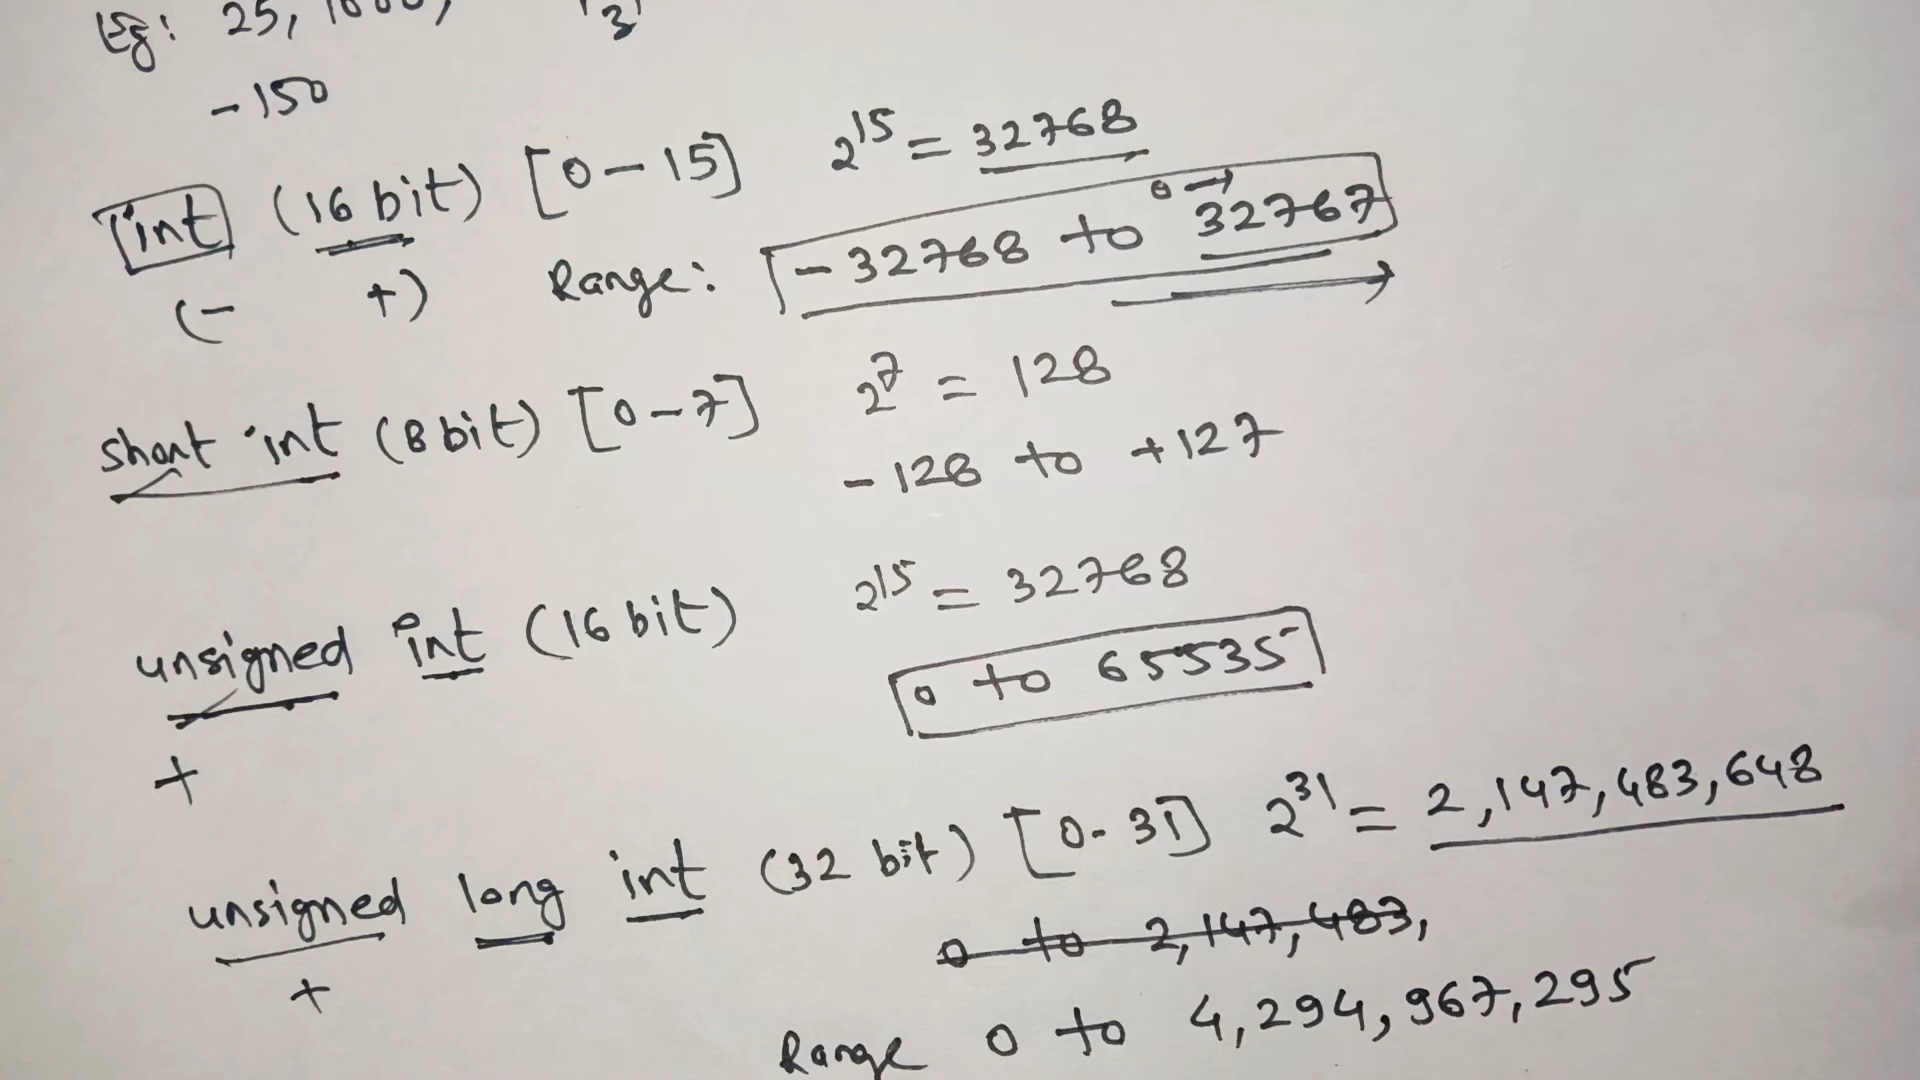 Eg: 25, 1000, '3'
-150
int (16 bit) [0-15] 2^15 = 32768
(- +) Range: -32768 to 0→ 32767
short int (8 bit) [0-7] 2^7 = 128
-128 to +127
unsigned int (16 bit) 2^15 = 32768
+ 0 to 65535
unsigned long int (32 bit) [0-31] 2^31 = 2,147,483,648
+ 0 to 2,147,483,
Range 0 to 4,294,967,295